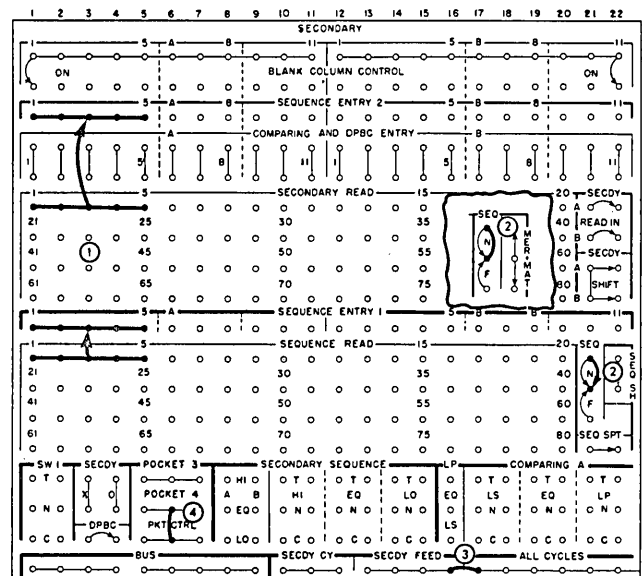 1 2 3 4 5 6 7 8 9 10 11 12 13 14 15 16 17 18 19 20 21 22
SECONDARY
1 5 A B 11 1 5 B 8 11
ON BLANK COLUMN CONTROL ON
1 5 A B SEQUENCE ENTRY 2 5 B 8 11
A COMPARING AND DPBC ENTRY B
1 5 8 11 1 5 8 11
1 5 SECONDARY READ 15 20 SECDY
21 25 30 35 SEQ 2 40 A READ IN
41 1 45 50 55 N MER+MAT 60 B SECDY
61 65 70 75 F 80 A SHIFT
B
1 5 A SEQUENCE ENTRY 1 5 B 8 11
1 5 SEQUENCE READ 15 20 SEQ
21 25 30 35 40 N 2 SEQ SH
41 45 50 55 60 F
61 65 70 75 80 SEQ SPT
SW 1 SECDY POCKET 3 SECONDARY SEQUENCE LP COMPARING A
T X O POCKET 4 HI A B T HI T EQ T LO EQ T LS T EQ T LP
N 4 EQ N N N N N N
DPBC PKT CTRL LS
C LO C C C C C C
BUS SECDY CY SECDY FEED 3 ALL CYCLES